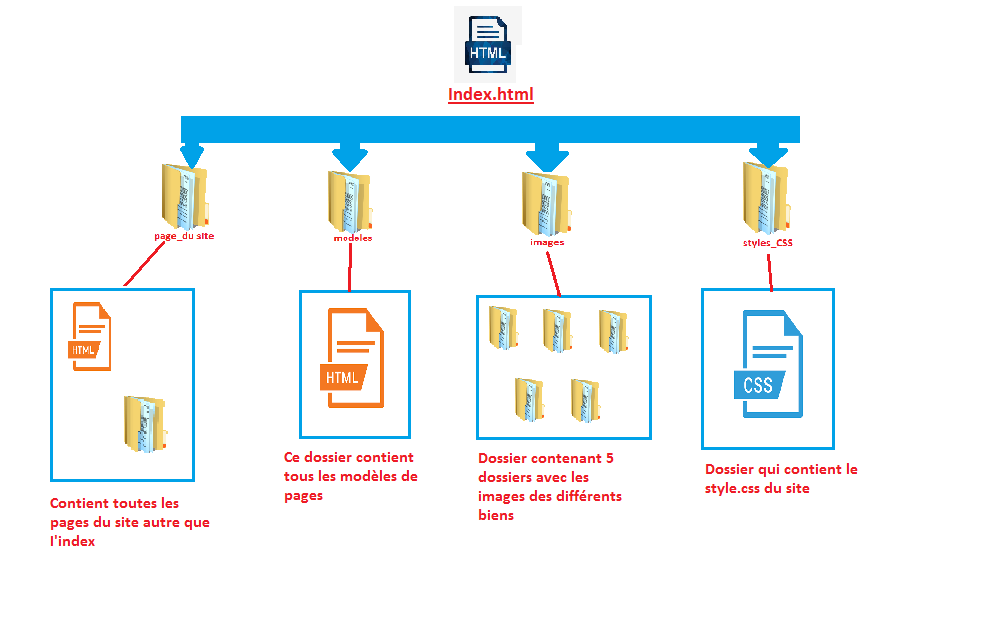 HTML
Index.html
page_du site
modeles
images
styles_CSS
HTML
HTML
CSS
Contient toutes les
pages du site autre que
l'index
Ce dossier contient
tous les modèles de
pages
Dossier contenant 5
dossiers avec les
images des différents
biens
Dossier qui contient le
style.css du site